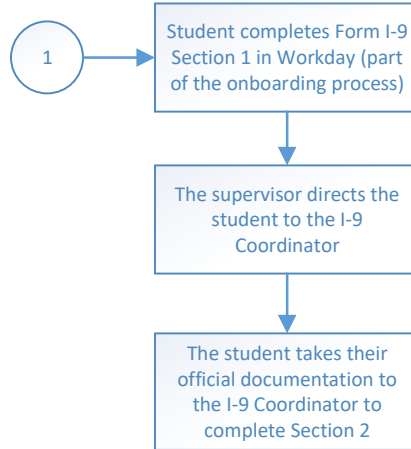 1
Student completes Form I-9
Section 1 in Workday (part
of the onboarding process)
The supervisor directs the
student to the I-9
Coordinator
The student takes their
official documentation to
the I-9 Coordinator to
complete Section 2